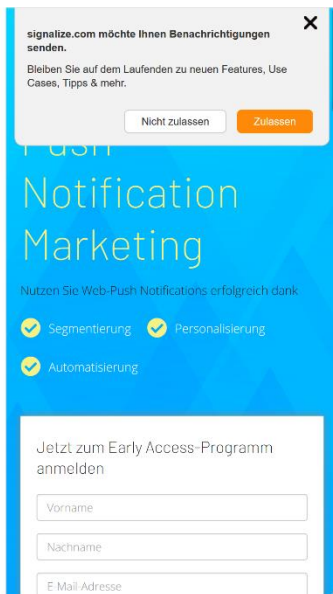 signalize.com möchte Ihnen Benachrichtigungen
senden.
Bleiben Sie auf dem Laufenden zu neuen Features, Use
Cases, Tipps & mehr.
Nicht zulassen Zulassen
Push
Notification
Marketing
Nutzen Sie Web-Push Notifications erfolgreich dank
Segmentierung Personalisierung
Automatisierung
Jetzt zum Early Access-Programm
anmelden
Vorname
Nachname
E-Mail-Adresse